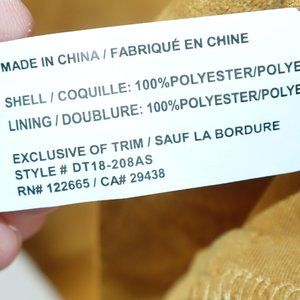 MADE IN CHINA / FABRIQUÉ EN CHINE
SHELL / COQUILLE: 100%POLYESTER/POLYE
LINING / DOUBLURE: 100%POLYESTER/POLYE
EXCLUSIVE OF TRIM / SAUF LA BORDURE
STYLE # DT18-208AS
RN# 122665 / CA# 29438